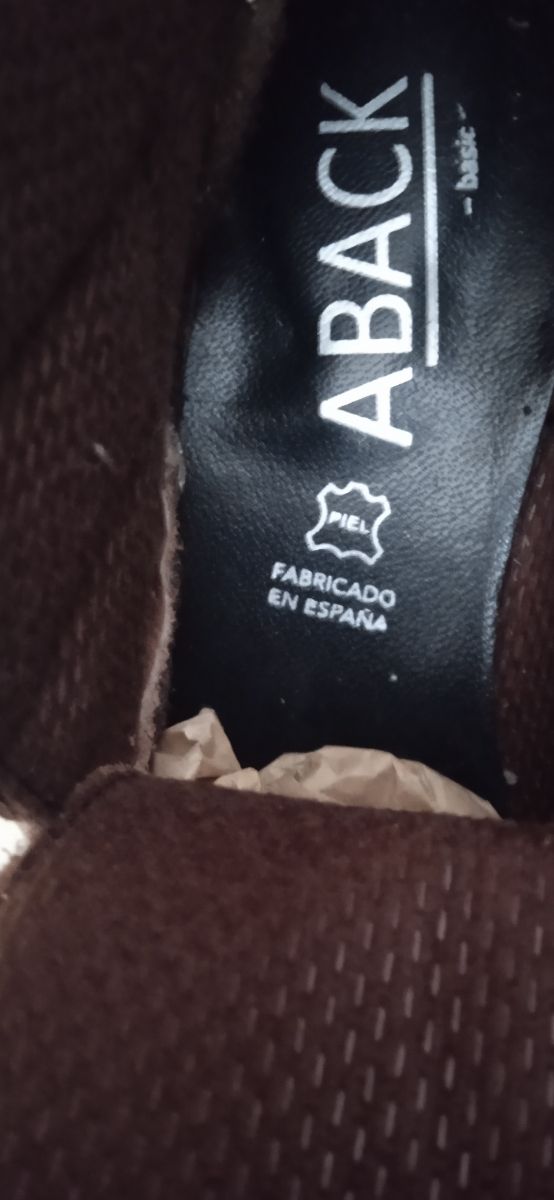 ABACK
- basic -
PIEL
FABRICADO
EN ESPAÑA